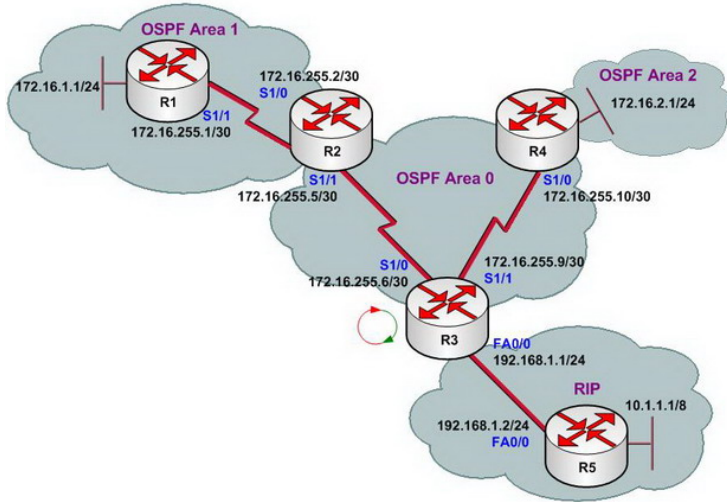 OSPF Area 1
172.16.1.1/24
R1
S1/1
172.16.255.1/30
172.16.255.2/30
S1/0
R2
S1/1
172.16.255.5/30
OSPF Area 0
OSPF Area 2
172.16.2.1/24
R4
S1/0
172.16.255.10/30
172.16.255.9/30
S1/1
S1/0
172.16.255.6/30
R3
FA0/0
192.168.1.1/24
RIP
10.1.1.1/8
192.168.1.2/24
FA0/0
R5